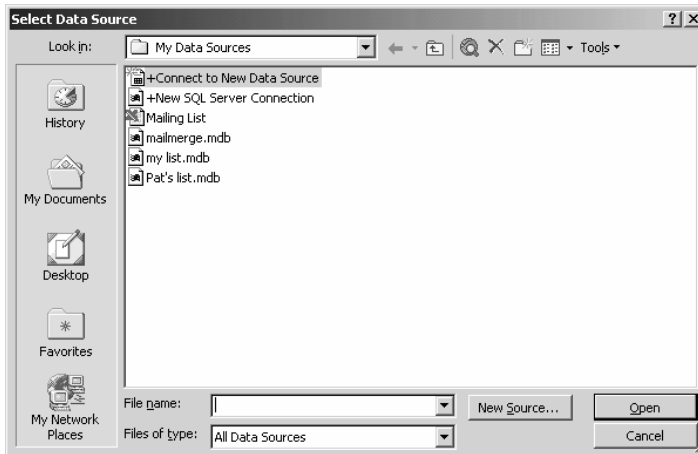 Select Data Source
Look in:
My Data Sources
Tools
+Connect to New Data Source
+New SQL Server Connection
Mailing List
mailmerge.mdb
my list.mdb
Pat's list.mdb
History
My Documents
Desktop
Favorites
My Network
Places
File name:
New Source...
Open
Files of type:
All Data Sources
Cancel